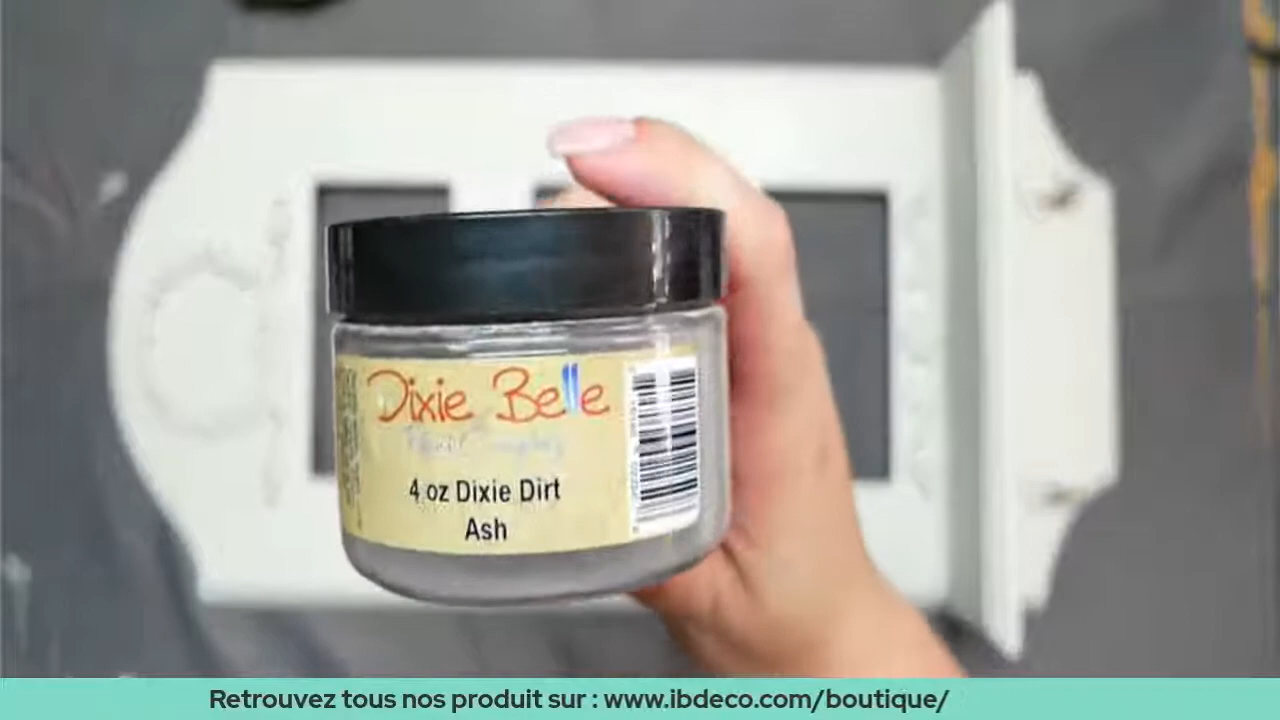 Dixie Belle
4 oz Dixie Dirt
Ash
Retrouvez tous nos produit sur : www.ibdeco.com/boutique/